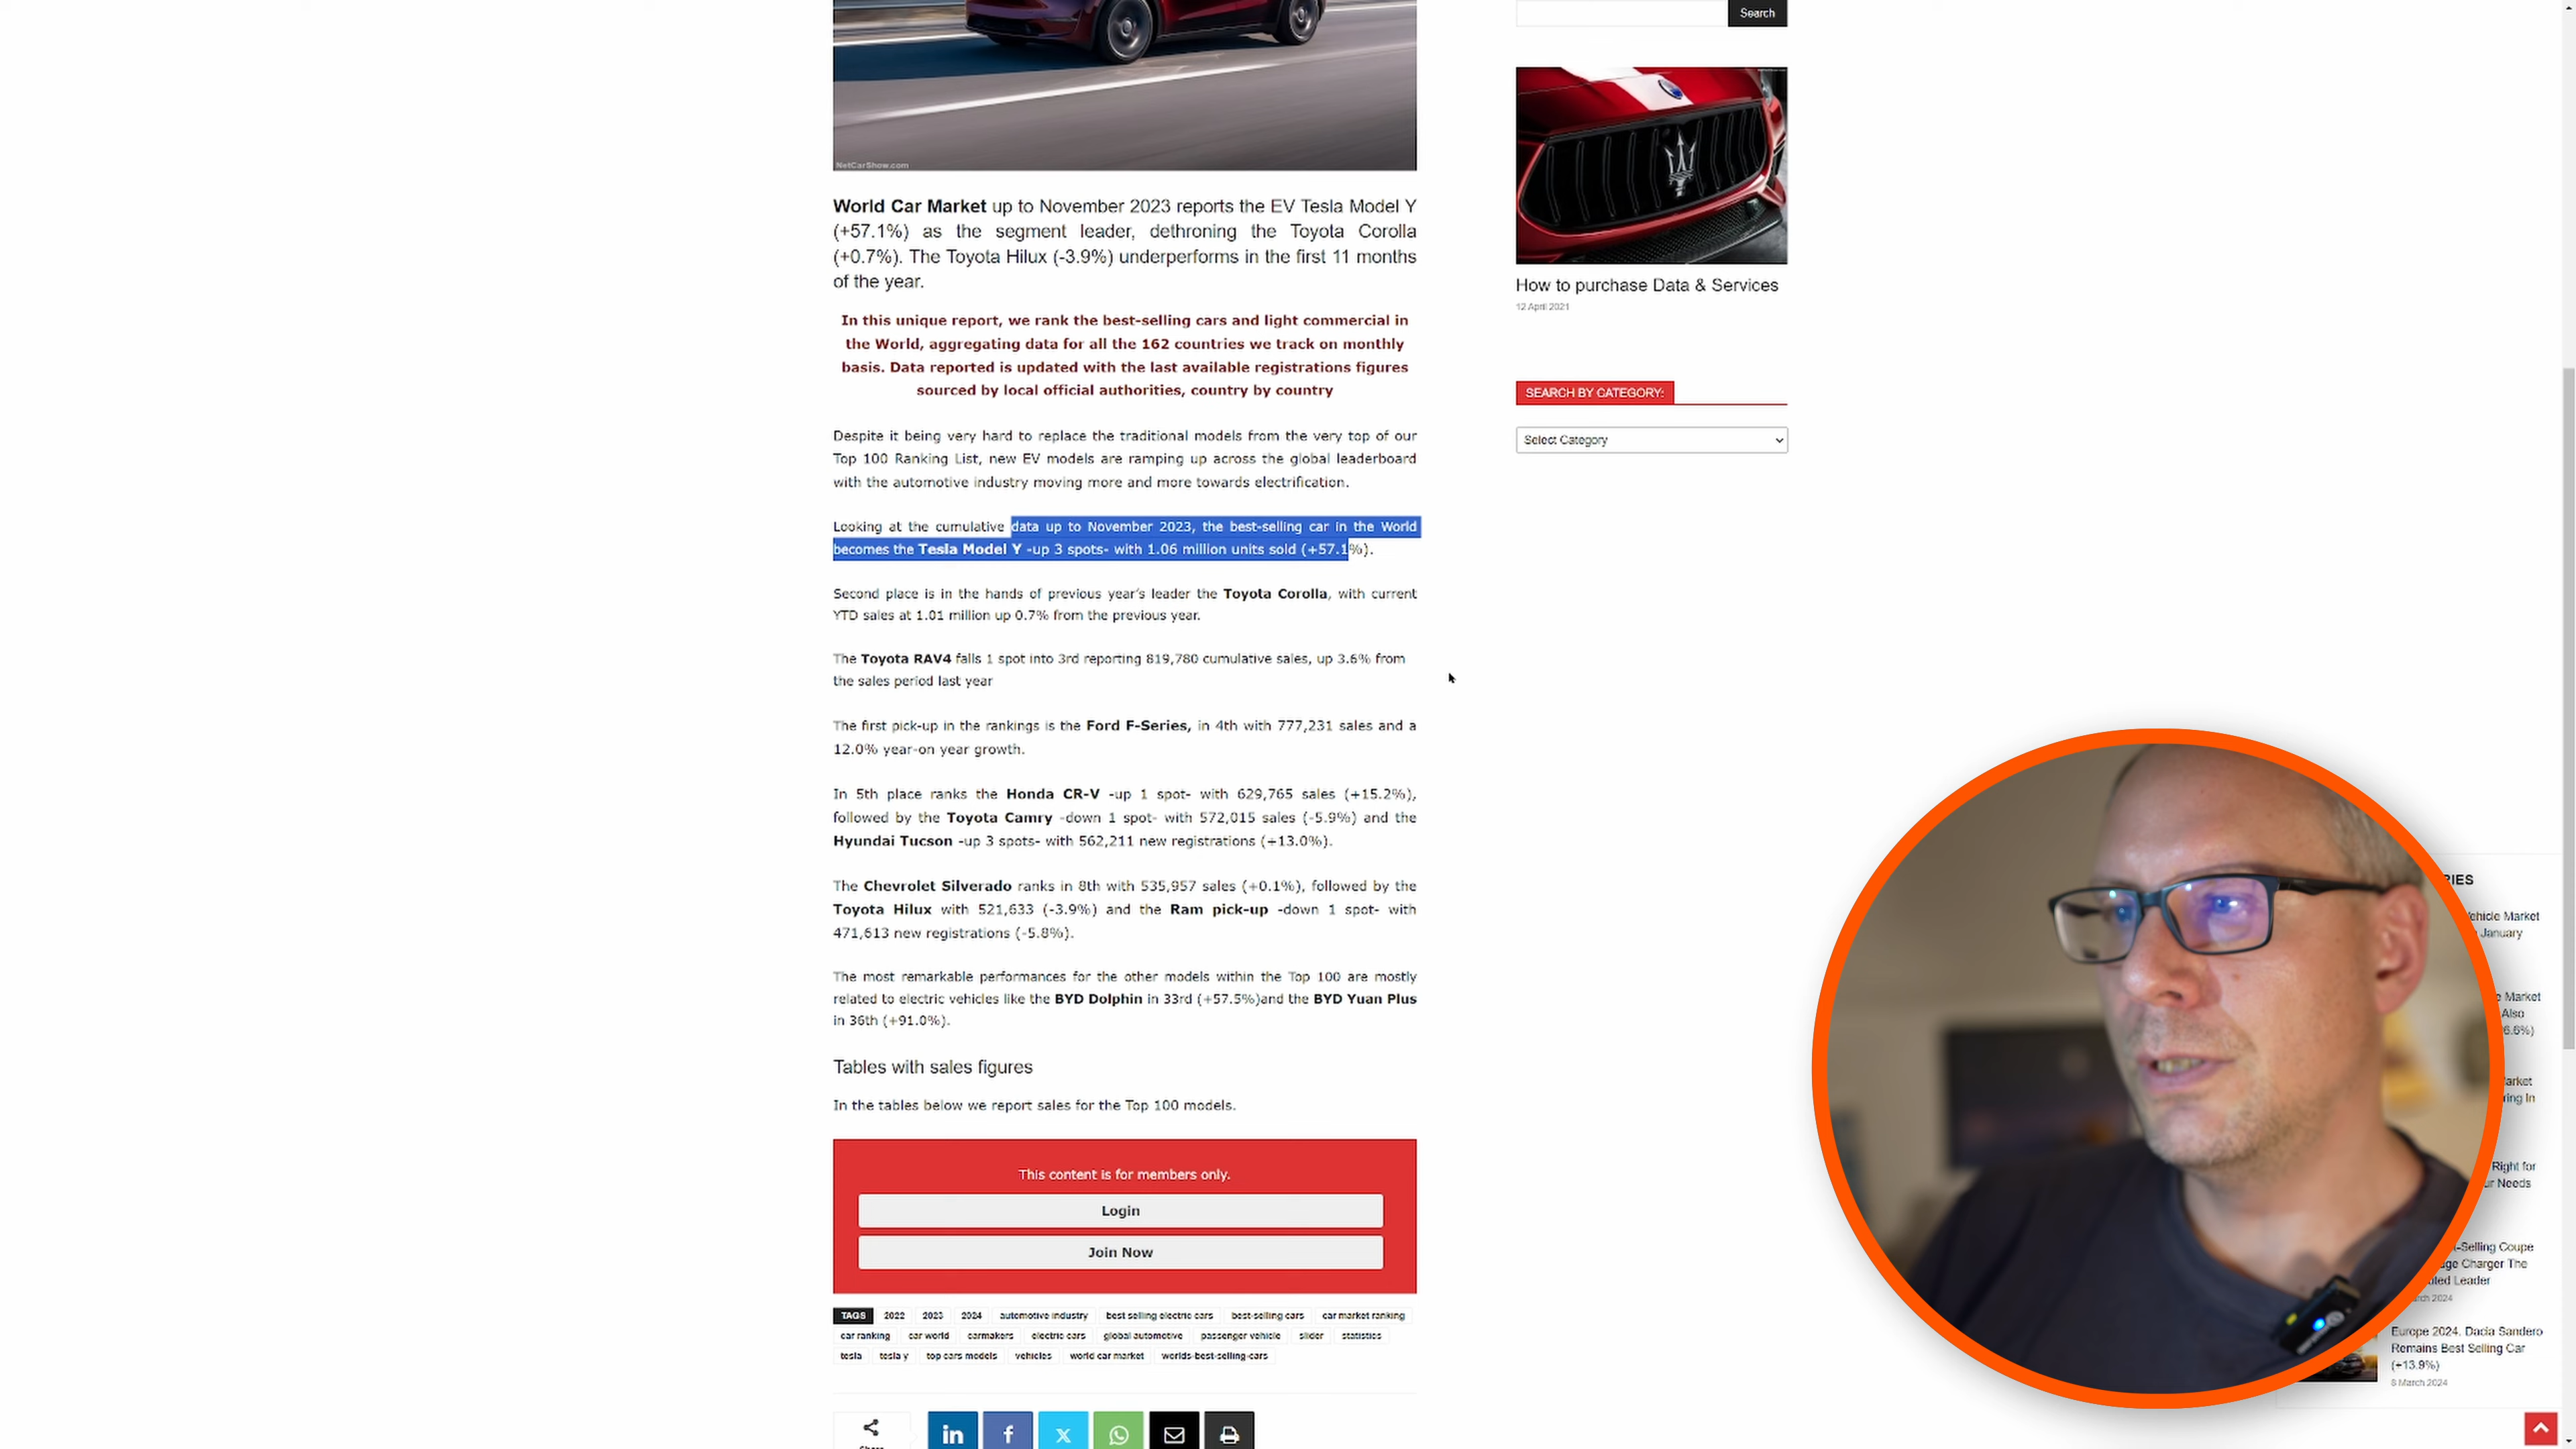 Search
NetCarShow.com
World Car Market up to November 2023 reports the EV Tesla Model Y
(+57.1%) as the segment leader, dethroning the Toyota Corolla
(+0.7%). The Toyota Hilux (-3.9%) underperforms in the first 11 months
of the year.
In this unique report, we rank the best-selling cars and light commercial in
the World, aggregating data for all the 162 countries we track on monthly
basis. Data reported is updated with the last available registrations figures
sourced by local official authorities, country by country
Despite it being very hard to replace the traditional models from the very top of our
Top 100 Ranking List, new EV models are ramping up across the global leaderboard
with the automotive industry moving more and more towards electrification.
Looking at the cumulative data up to November 2023, the best-selling car in the World
becomes the Tesla Model Y -up 3 spots- with 1.06 million units sold (+57.1%).
Second place is in the hands of previous year's leader the Toyota Corolla, with current
YTD sales at 1.01 million up 0.7% from the previous year.
The Toyota RAV4 falls 1 spot into 3rd reporting 819,780 cumulative sales, up 3.6% from
the sales period last year
The first pick-up in the rankings is the Ford F-Series, in 4th with 777,231 sales and a
12.0% year-on year growth.
In 5th place ranks the Honda CR-V -up 1 spot- with 629,765 sales (+15.2%),
followed by the Toyota Camry -down 1 spot- with 572,015 sales (-5.9%) and the
Hyundai Tucson -up 3 spots- with 562,211 new registrations (+13.0%).
The Chevrolet Silverado ranks in 8th with 535,957 sales (+0.1%), followed by the
Toyota Hilux with 521,633 (-3.9%) and the Ram pick-up -down 1 spot- with
471,613 new registrations (-5.8%).
The most remarkable performances for the other models within the Top 100 are mostly
related to electric vehicles like the BYD Dolphin in 33rd (+57.5%)and the BYD Yuan Plus
in 36th (+91.0%).
Tables with sales figures
In the tables below we report sales for the Top 100 models.
This content is for members only.
Login
Join Now
TAGS 2022 2023 2024 automotive industry best selling electric cars best-selling cars car market ranking
car ranking car world carmakers electric cars global automotive passenger vehicle slider statistics
tesla tesla y top cars models vehicles world car market worlds-best-selling-cars
How to purchase Data & Services
12 April 2021
SEARCH BY CATEGORY:
Select Category
Vehicle Market
January
Market
Also
6.6%)
ring In
Right for
Needs
-Selling Coupe
Charger The
Leader
2024
Europe 2024. Dacia Sandero
Remains Best Selling Car
(+13.9%)
8 March 2024